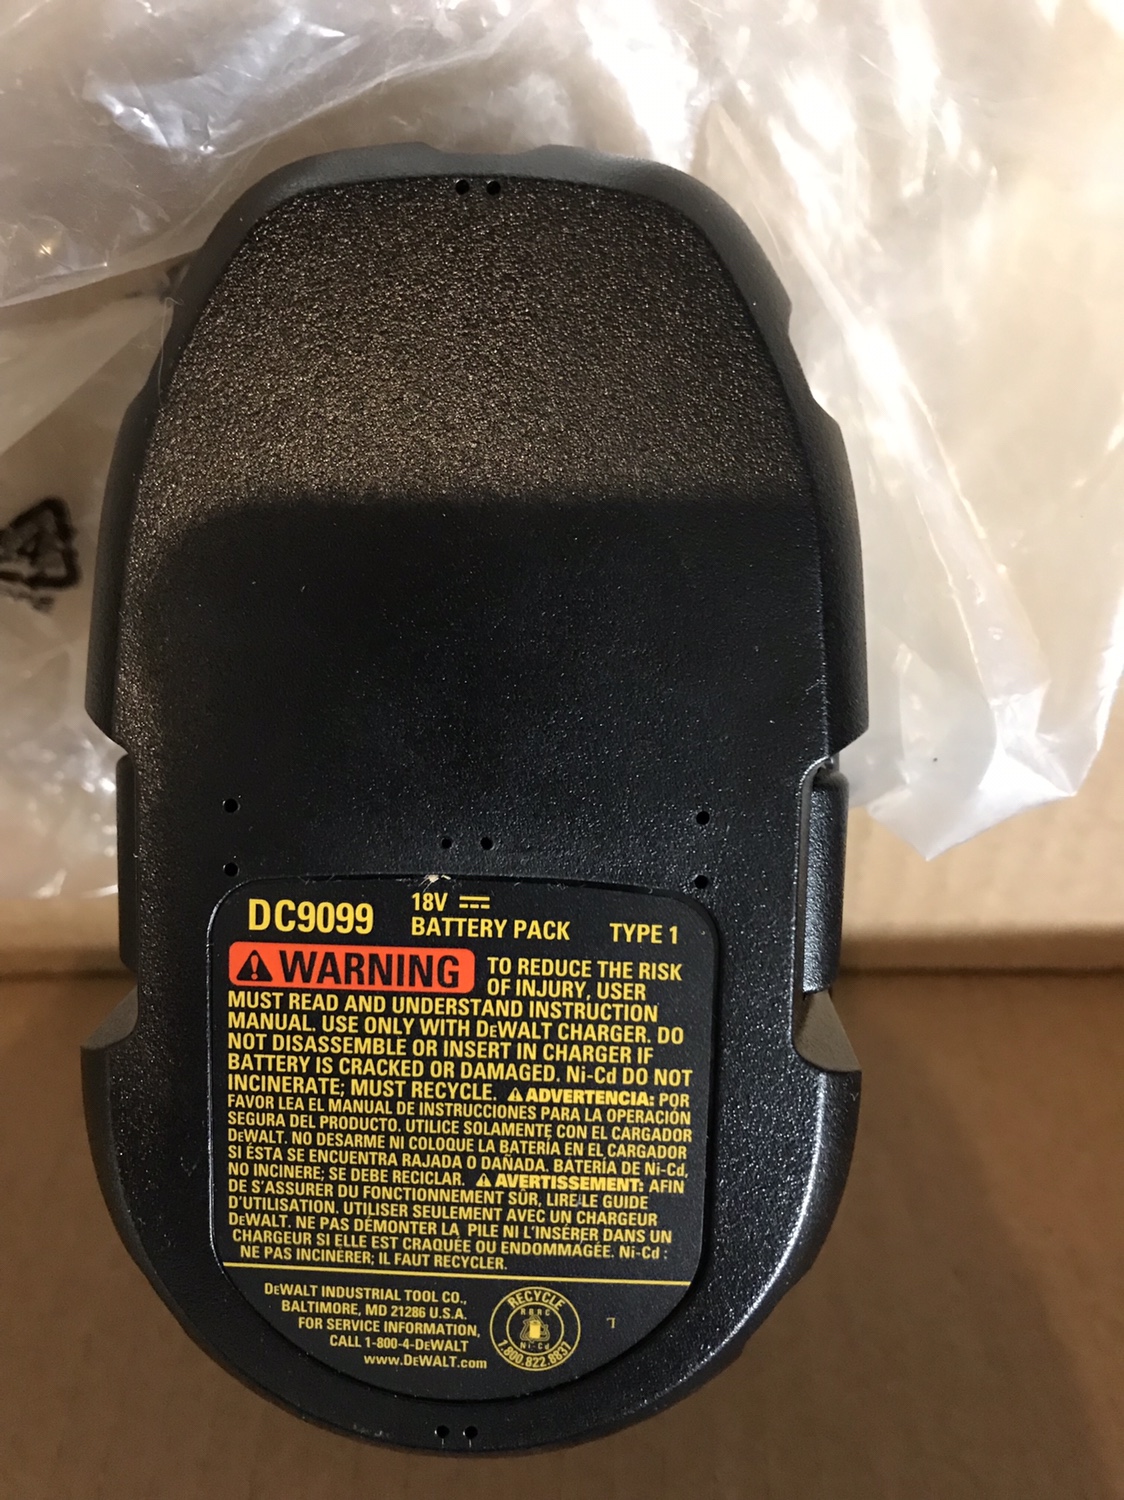 DC9099
18V
BATTERY PACK TYPE 1
WARNING TO REDUCE THE RISK
OF INJURY, USER
MUST READ AND UNDERSTAND INSTRUCTION
MANUAL. USE ONLY WITH DEWALT CHARGER. DO
NOT DISASSEMBLE OR INSERT IN CHARGER IF
BATTERY IS CRACKED OR DAMAGED. Ni-Cd DO NOT
INCINERATE; MUST RECYCLE. ADVERTENCIA: POR
FAVOR LEA EL MANUAL DE INSTRUCCIONES PARA LA OPERACIÓN
SEGURA DEL PRODUCTO. UTILICE SOLAMENTE CON EL CARGADOR
DEWALT. NO DESARME NI COLOQUE LA BATERÍA EN EL CARGADOR
SI ÉSTA SE ENCUENTRA RAJADA O DAÑADA. BATERÍA DE Ni-Cd,
NO INCINERE; SE DEBE RECICLAR. AVERTISSEMENT: AFIN
DE S'ASSURER DU FONCTIONNEMENT SÛR, LIRE LE GUIDE
D'UTILISATION. UTILISER SEULEMENT AVEC UN CHARGEUR
DEWALT. NE PAS DÉMONTER LA PILE NI L'INSÉRER DANS UN
CHARGEUR SI ELLE EST CRAQUÉE OU ENDOMMAGÉE. Ni-Cd :
NE PAS INCINÉRER; IL FAUT RECYCLER.
DEWALT INDUSTRIAL TOOL CO.,
BALTIMORE, MD 21286 U.S.A.
FOR SERVICE INFORMATION,
CALL 1-800-4-DEWALT
www.DEWALT.com
RECYCLE
RBRC
Ni-Cd
1.800.822.8837
4